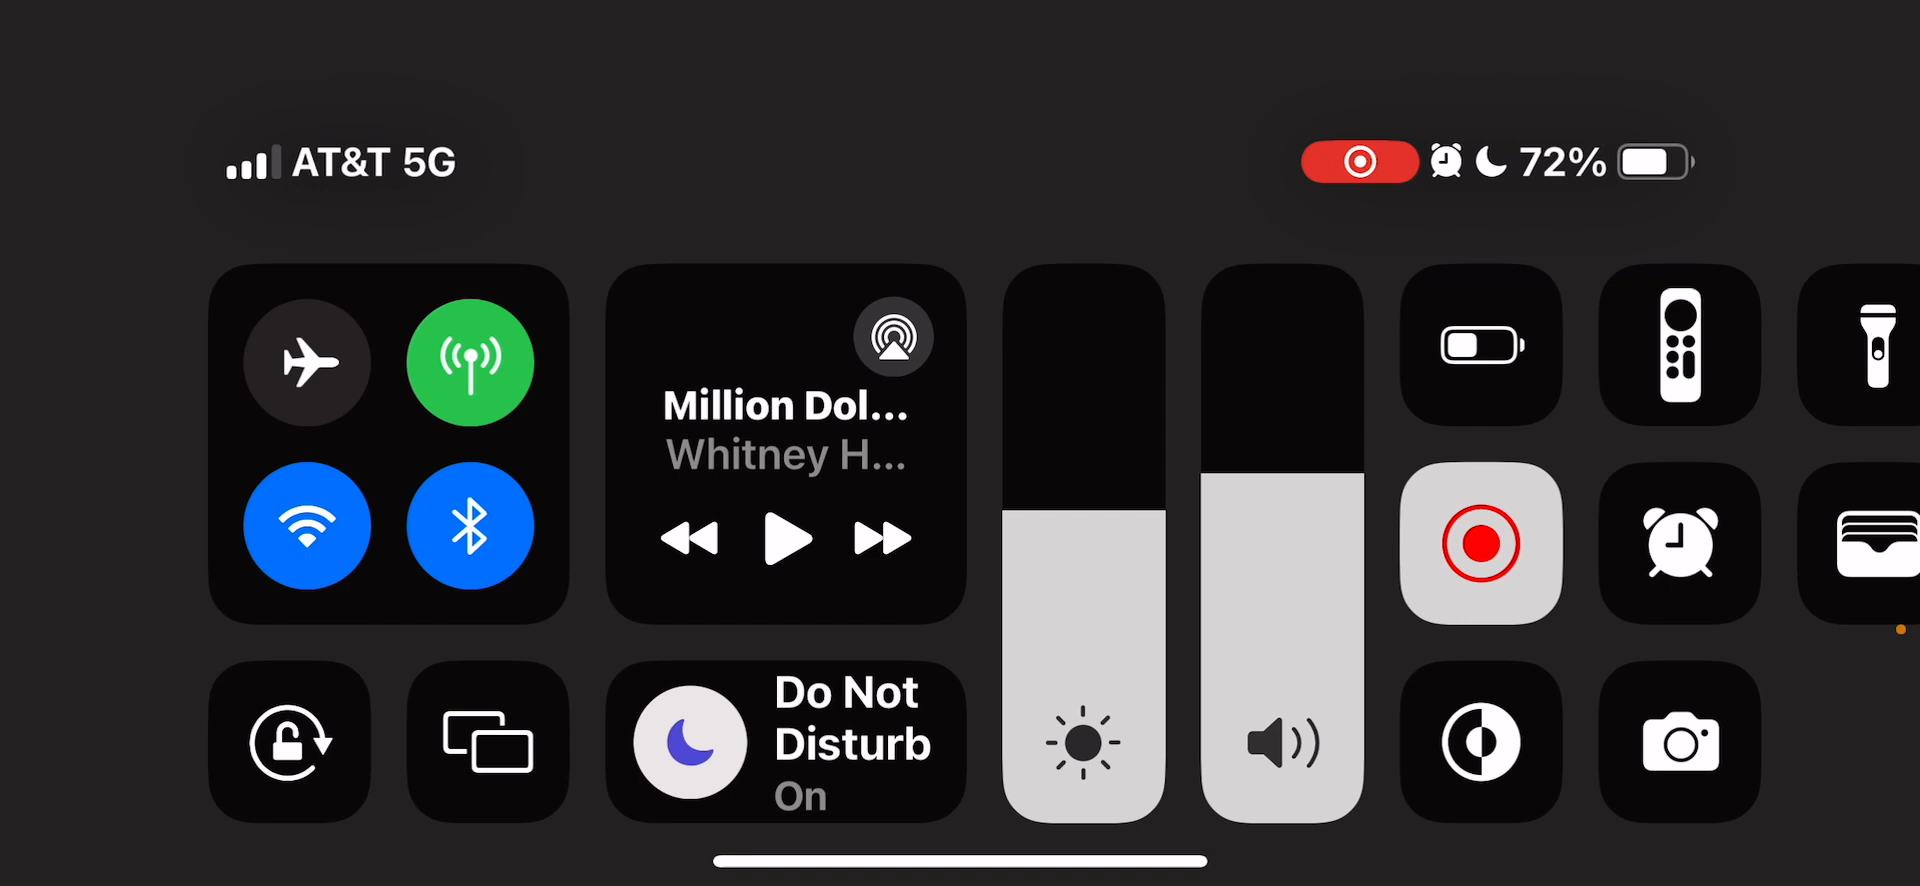 AT&T 5G
72%
Million Dol...
Whitney H...
Do Not
Disturb
On